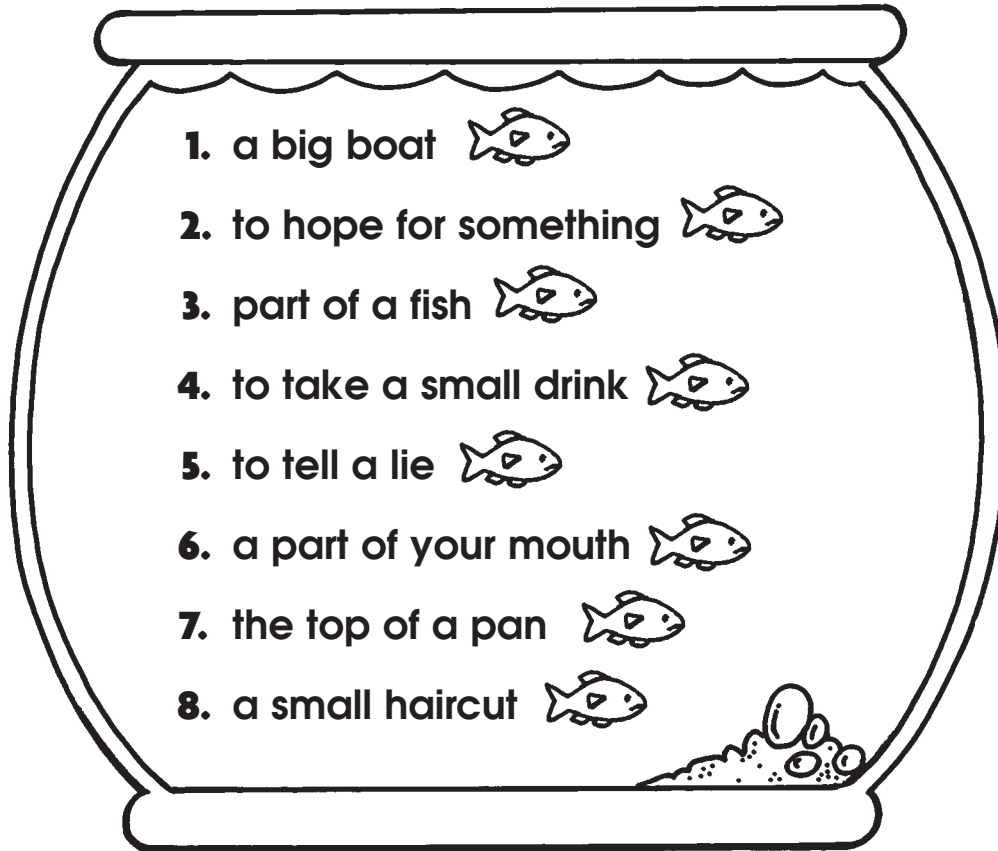 1. a big boat
2. to hope for something
3. part of a fish
4. to take a small drink
5. to tell a lie
6. a part of your mouth
7. the top of a pan
8. a small haircut